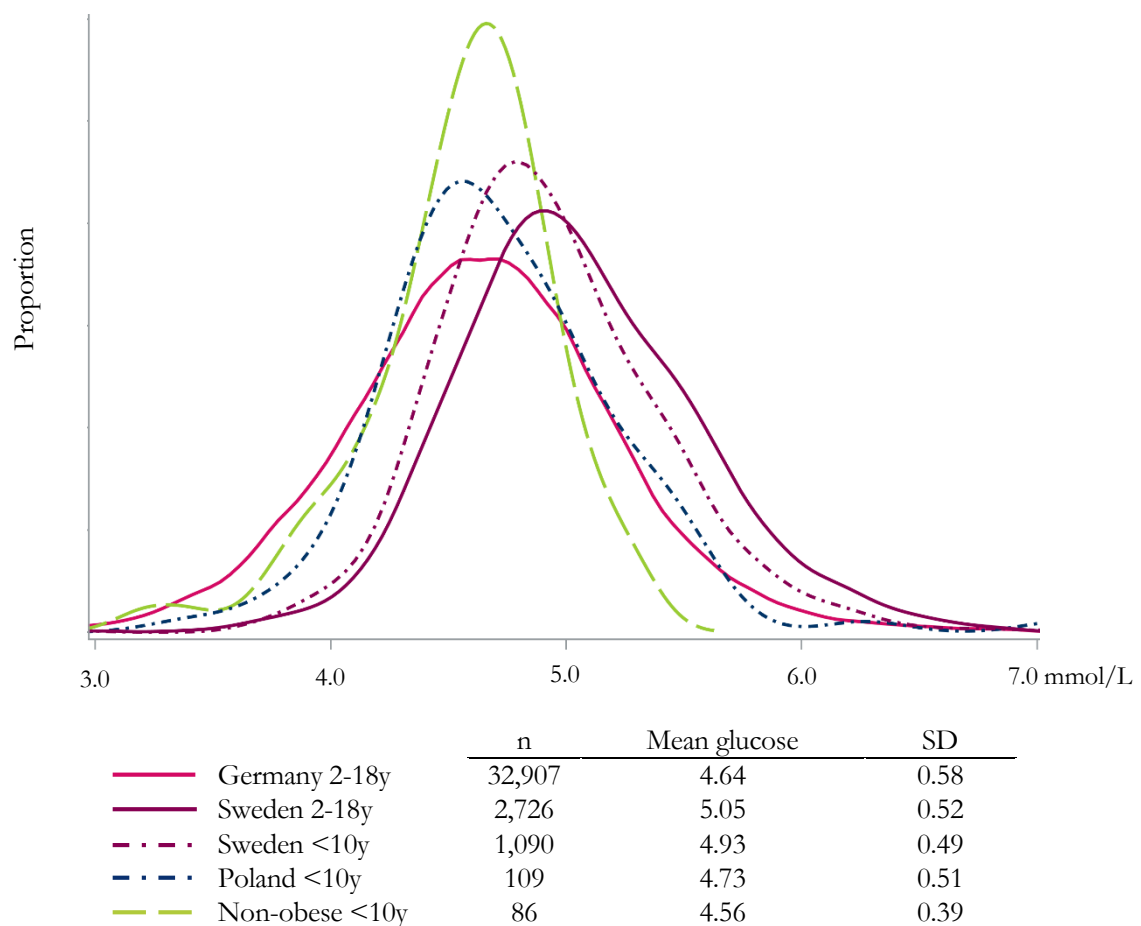 Proportion
3.0 4.0 5.0 6.0 7.0 mmol/L
n Mean glucose SD
Germany 2-18y 32,907 4.64 0.58
Sweden 2-18y 2,726 5.05 0.52
Sweden <10y 1,090 4.93 0.49
Poland <10y 109 4.73 0.51
Non-obese <10y 86 4.56 0.39